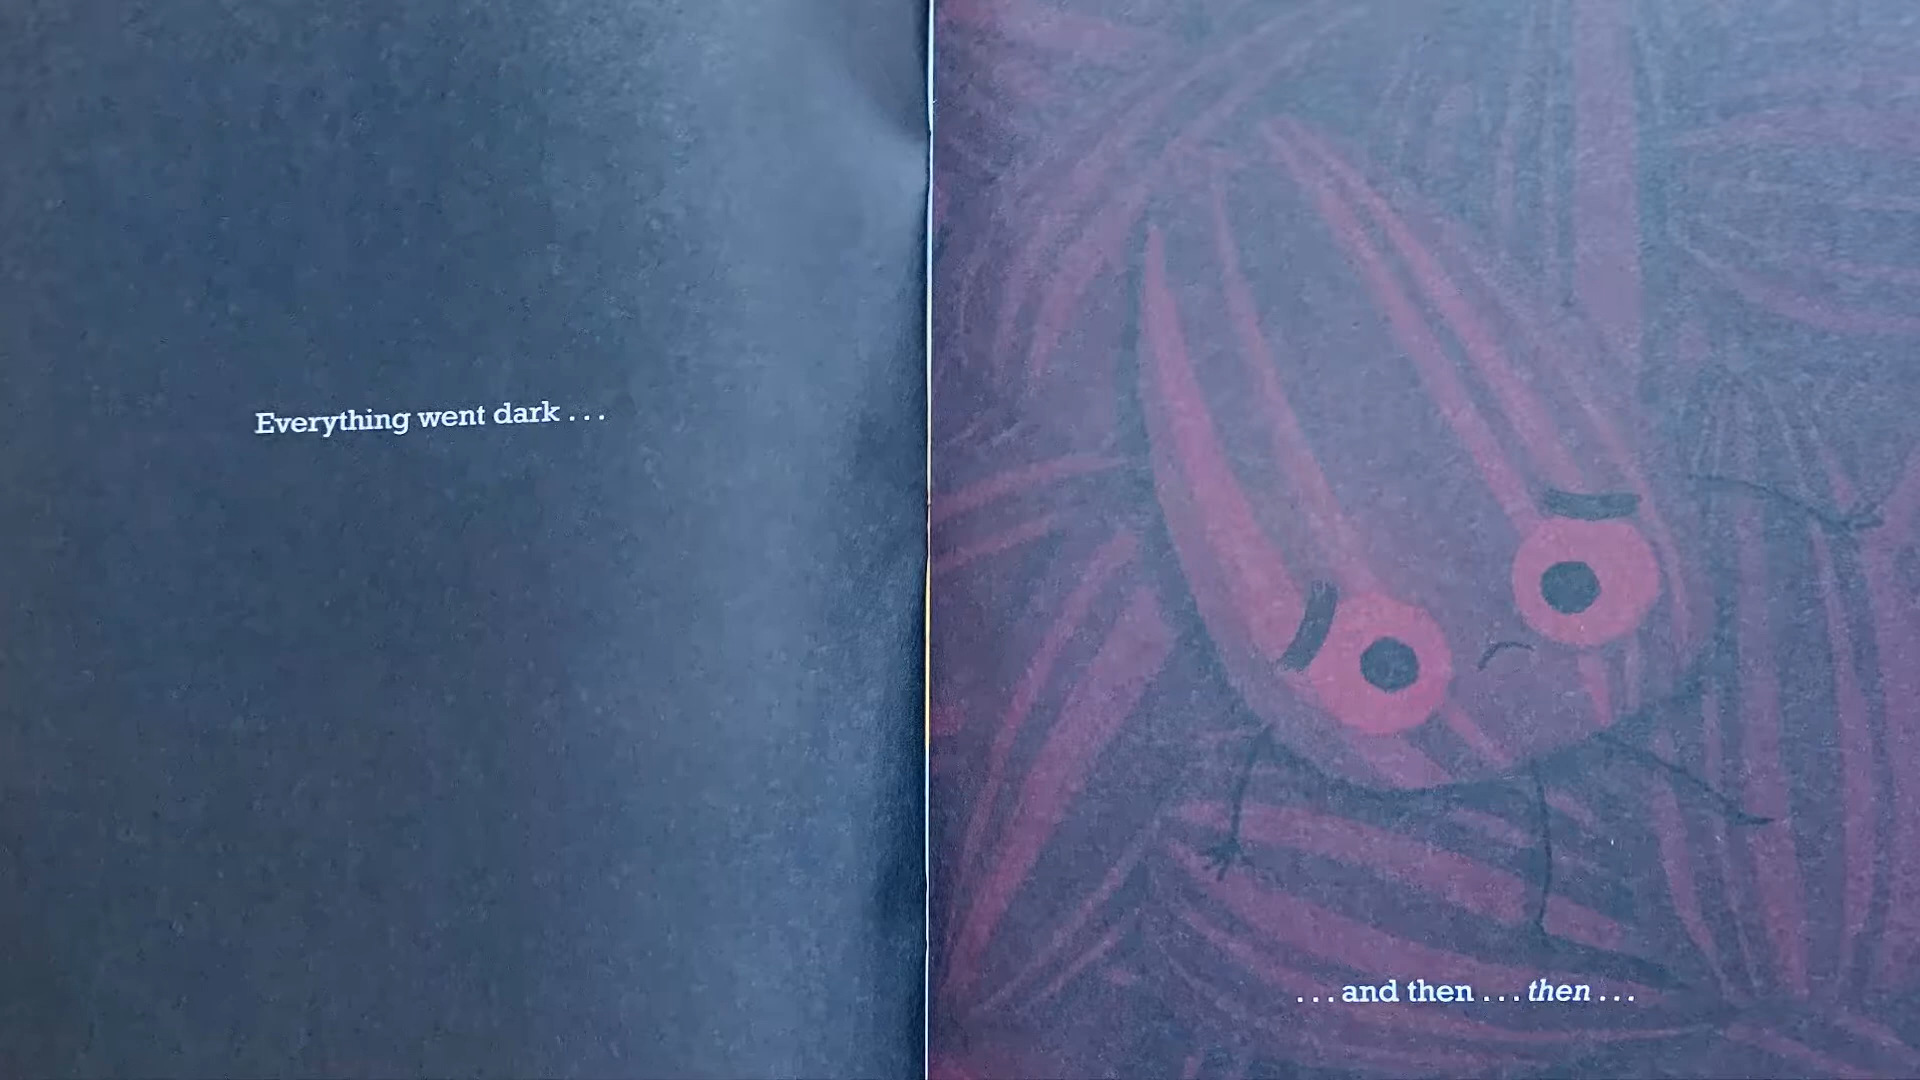 Everything went dark . . .
. . . and then . . . then . . .